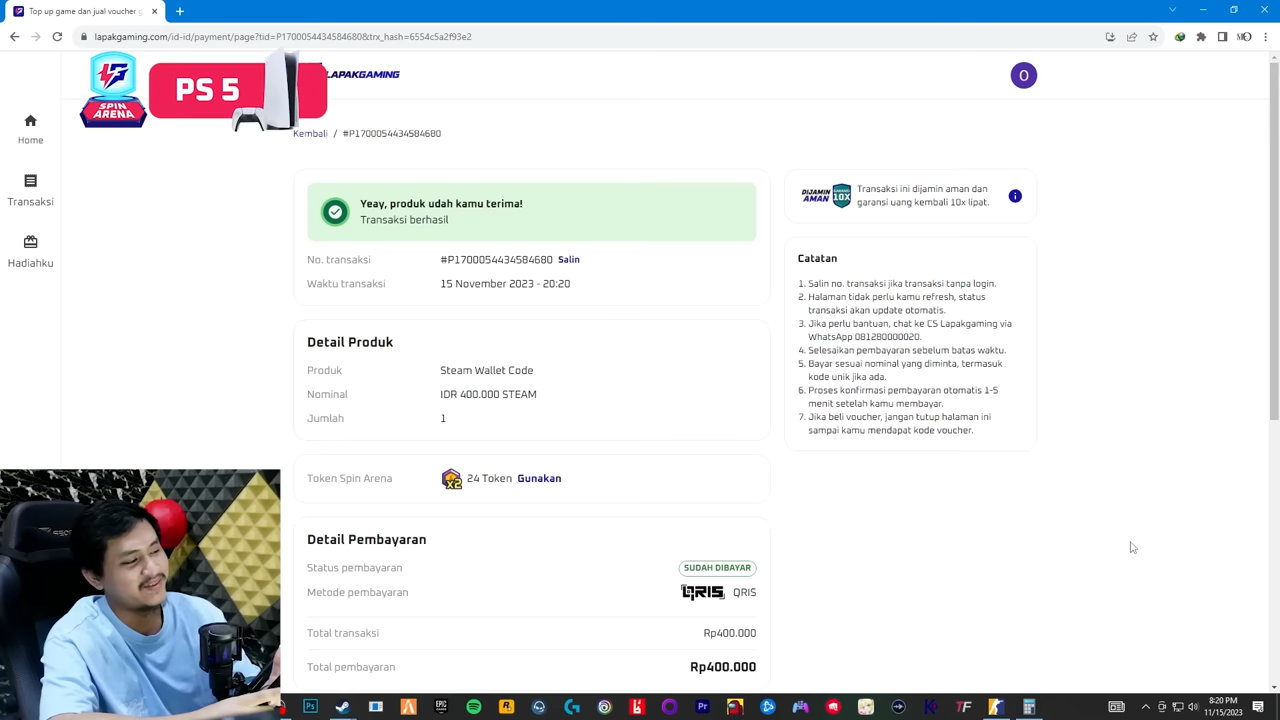 Top up game dan jual voucher g
lapakgaming.com/id-id/payment/page?tid=P1700054434584680&trx_hash=6554c5a2f93e2
SPIN
ARENA
PS 5
LAPAKGAMING
O
Home
Transaksi
Hadiahku
Kembali / #P1700054434584680
Yeay, produk udah kamu terima!
Transaksi berhasil
No. transaksi #P1700054434584680 Salin
Waktu transaksi 15 November 2023 - 20:20
Detail Produk
Produk Steam Wallet Code
Nominal IDR 400.000 STEAM
Jumlah 1
Token Spin Arena X2 24 Token Gunakan
Detail Pembayaran
Status pembayaran SUDAH DIBAYAR
Metode pembayaran QRIS QRIS
Total transaksi Rp400.000
Total pembayaran Rp400.000
DIJAMIN
AMAN
10X
Transaksi ini dijamin aman dan
garansi uang kembali 10x lipat.
Catatan
1. Salin no. transaksi jika transaksi tanpa login.
2. Halaman tidak perlu kamu refresh, status
transaksi akan update otomatis.
3. Jika perlu bantuan, chat ke CS Lapakgaming via
WhatsApp 081280000020.
4. Selesaikan pembayaran sebelum batas waktu.
5. Bayar sesuai nominal yang diminta, termasuk
kode unik jika ada.
6. Proses konfirmasi pembayaran otomatis 1-5
menit setelah kamu membayar.
7. Jika beli voucher, jangan tutup halaman ini
sampai kamu mendapat kode voucher.
Ps
EPIC
Pr
TF
8:20 PM
11/15/2023